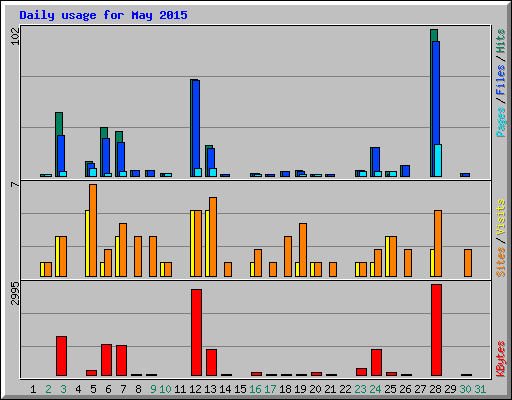 Daily usage for May 2015
102
7
2995
Pages / Files / Hits
Sites / Visits
KBytes
1 2 3 4 5 6 7 8 9 10 11 12 13 14 15 16 17 18 19 20 21 22 23 24 25 26 27 28 29 30 31